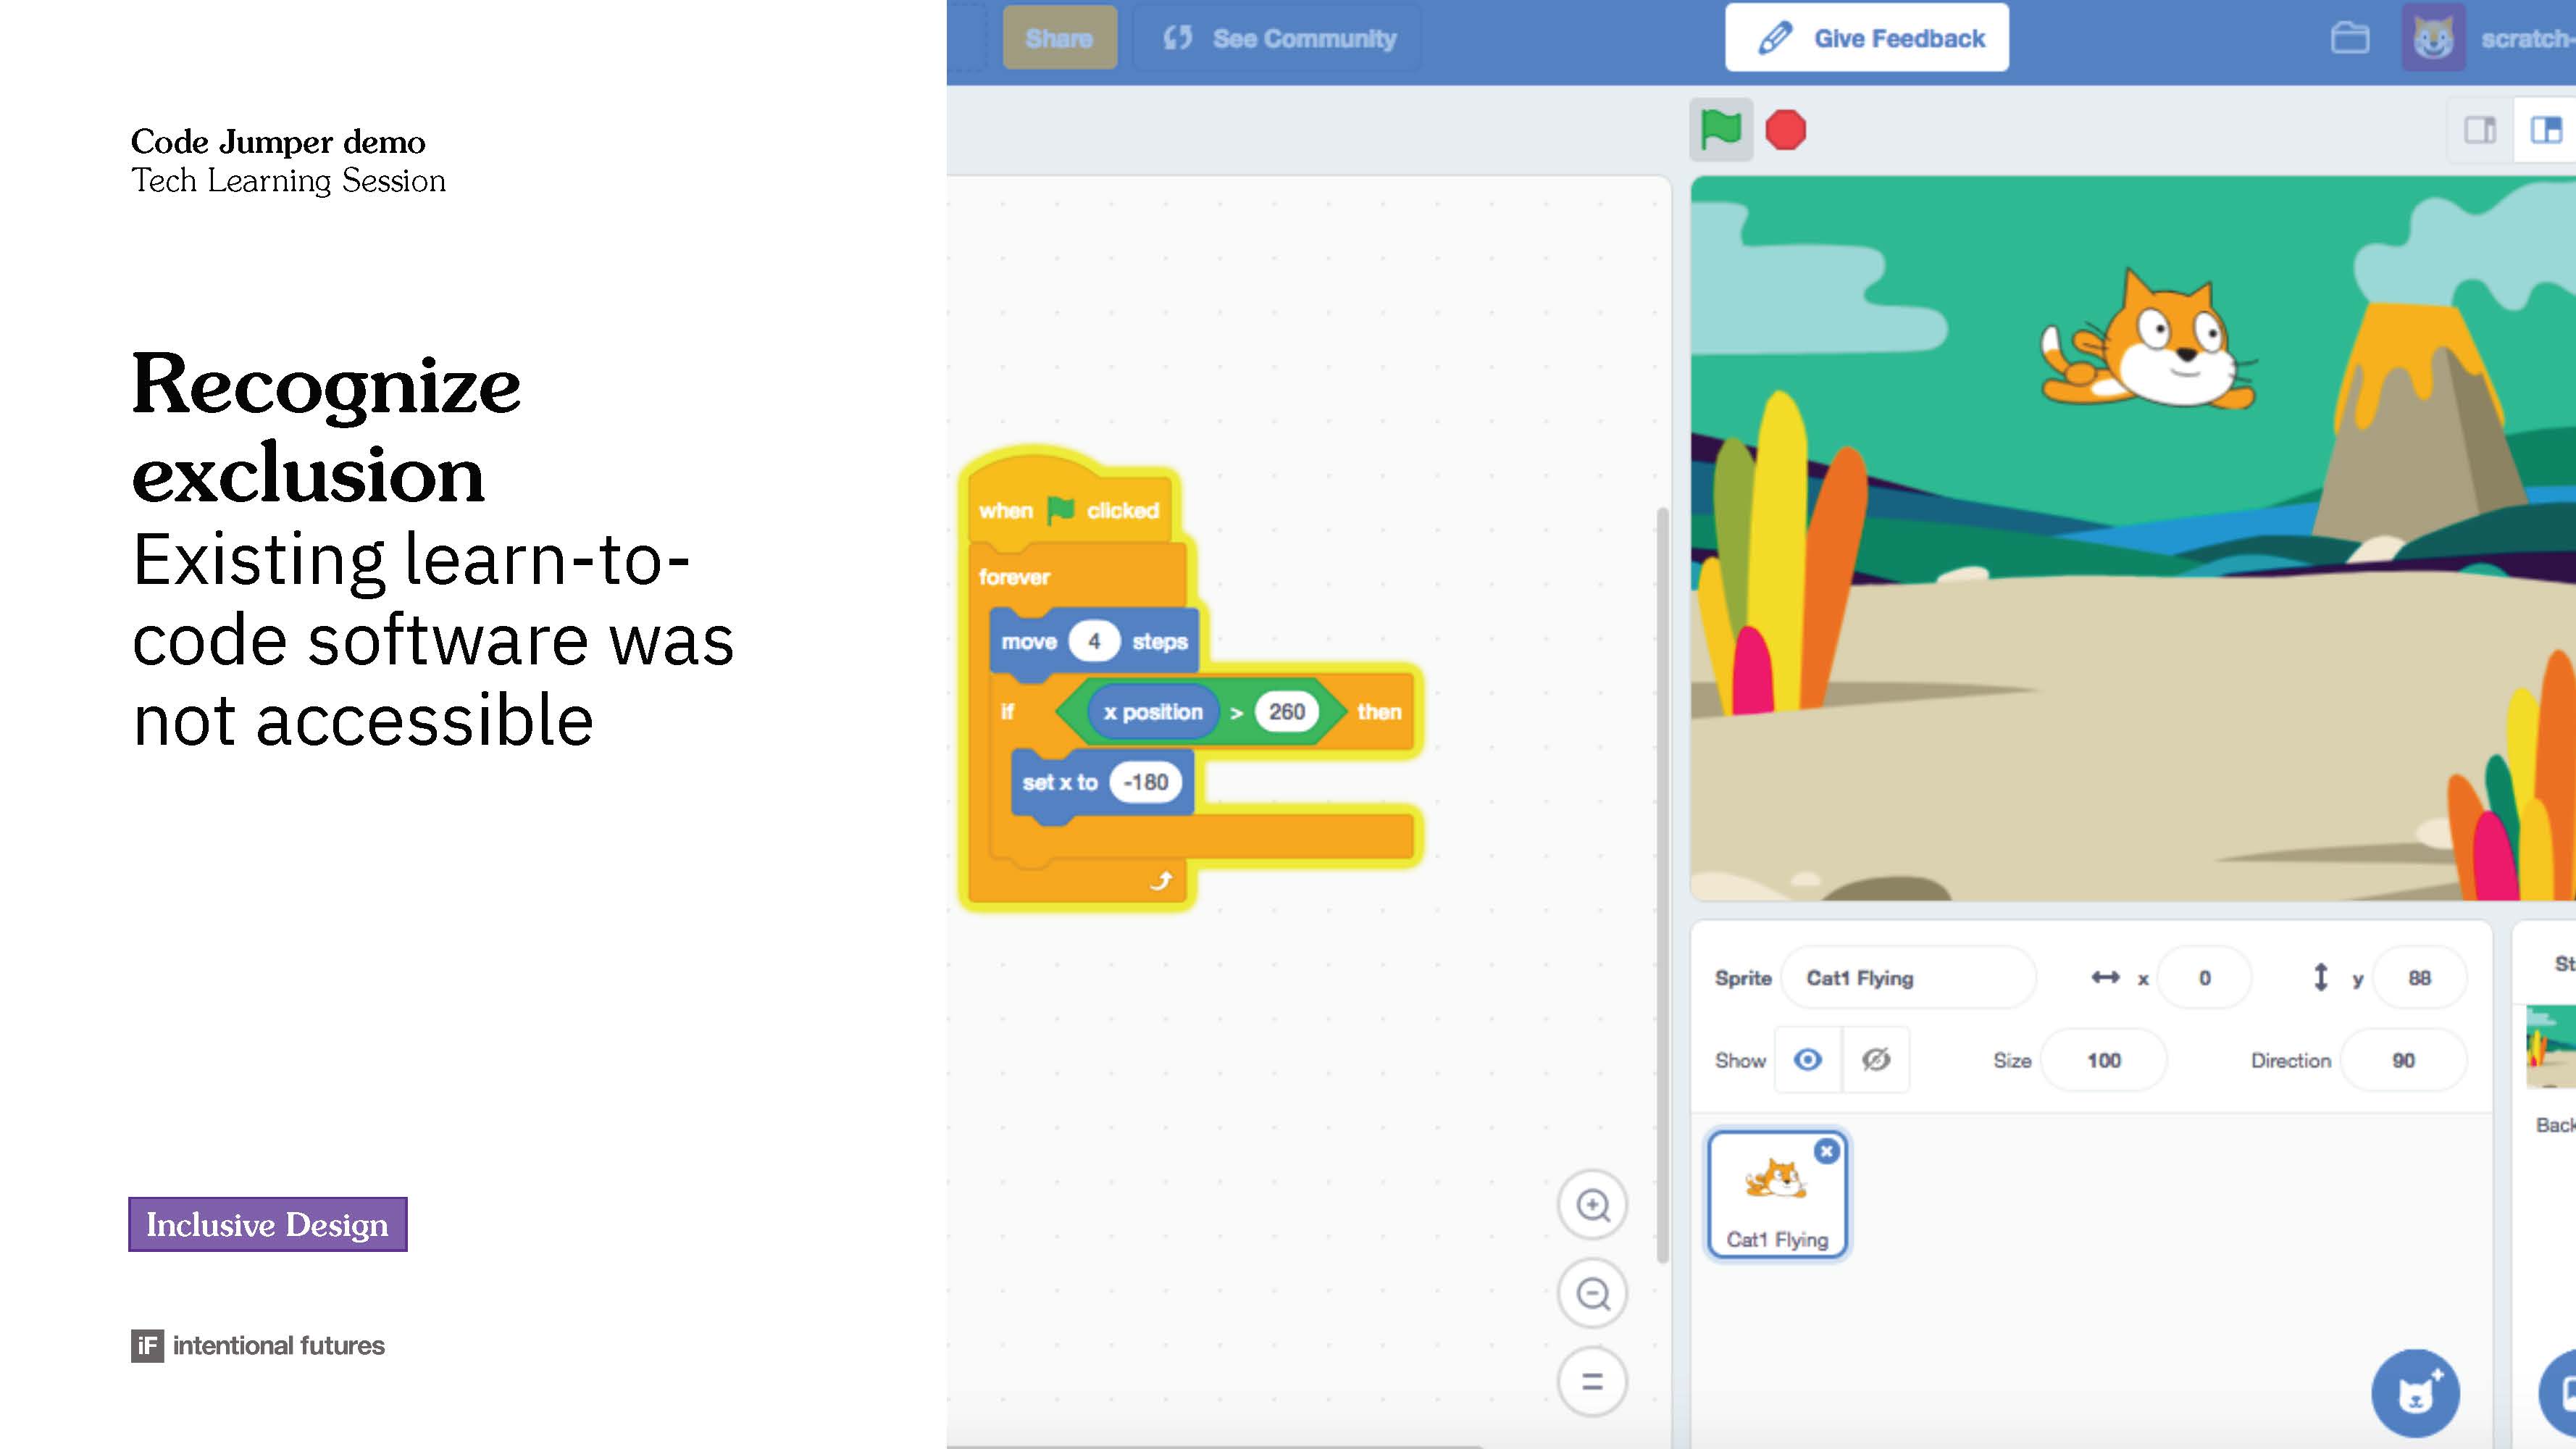 Code Jumper demo
Tech Learning Session
Recognize
exclusion
Existing learn-to-
code software was
not accessible
Inclusive Design
iF intentional futures
Share
See Community
Give Feedback
scratch-
when clicked
forever
move 4 steps
if x position > 260 then
set x to -180
Sprite Cat1 Flying x 0 y 88
Show Size 100 Direction 90
Cat1 Flying
St
Back